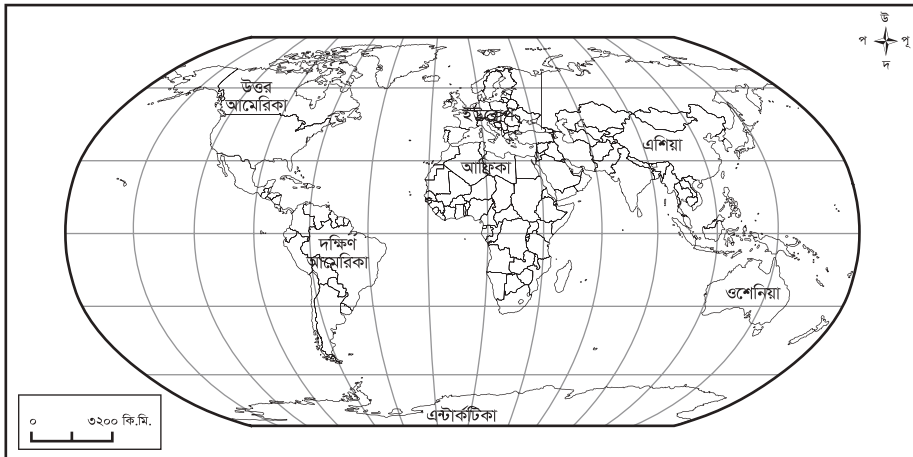 উ
প পূ
দ
উত্তর
আমেরিকা
ইউরোপ
এশিয়া
আফ্রিকা
দক্ষিণ
আমেরিকা
ওশেনিয়া
এন্টার্কটিকা
০ ৩২০০ কি.মি.